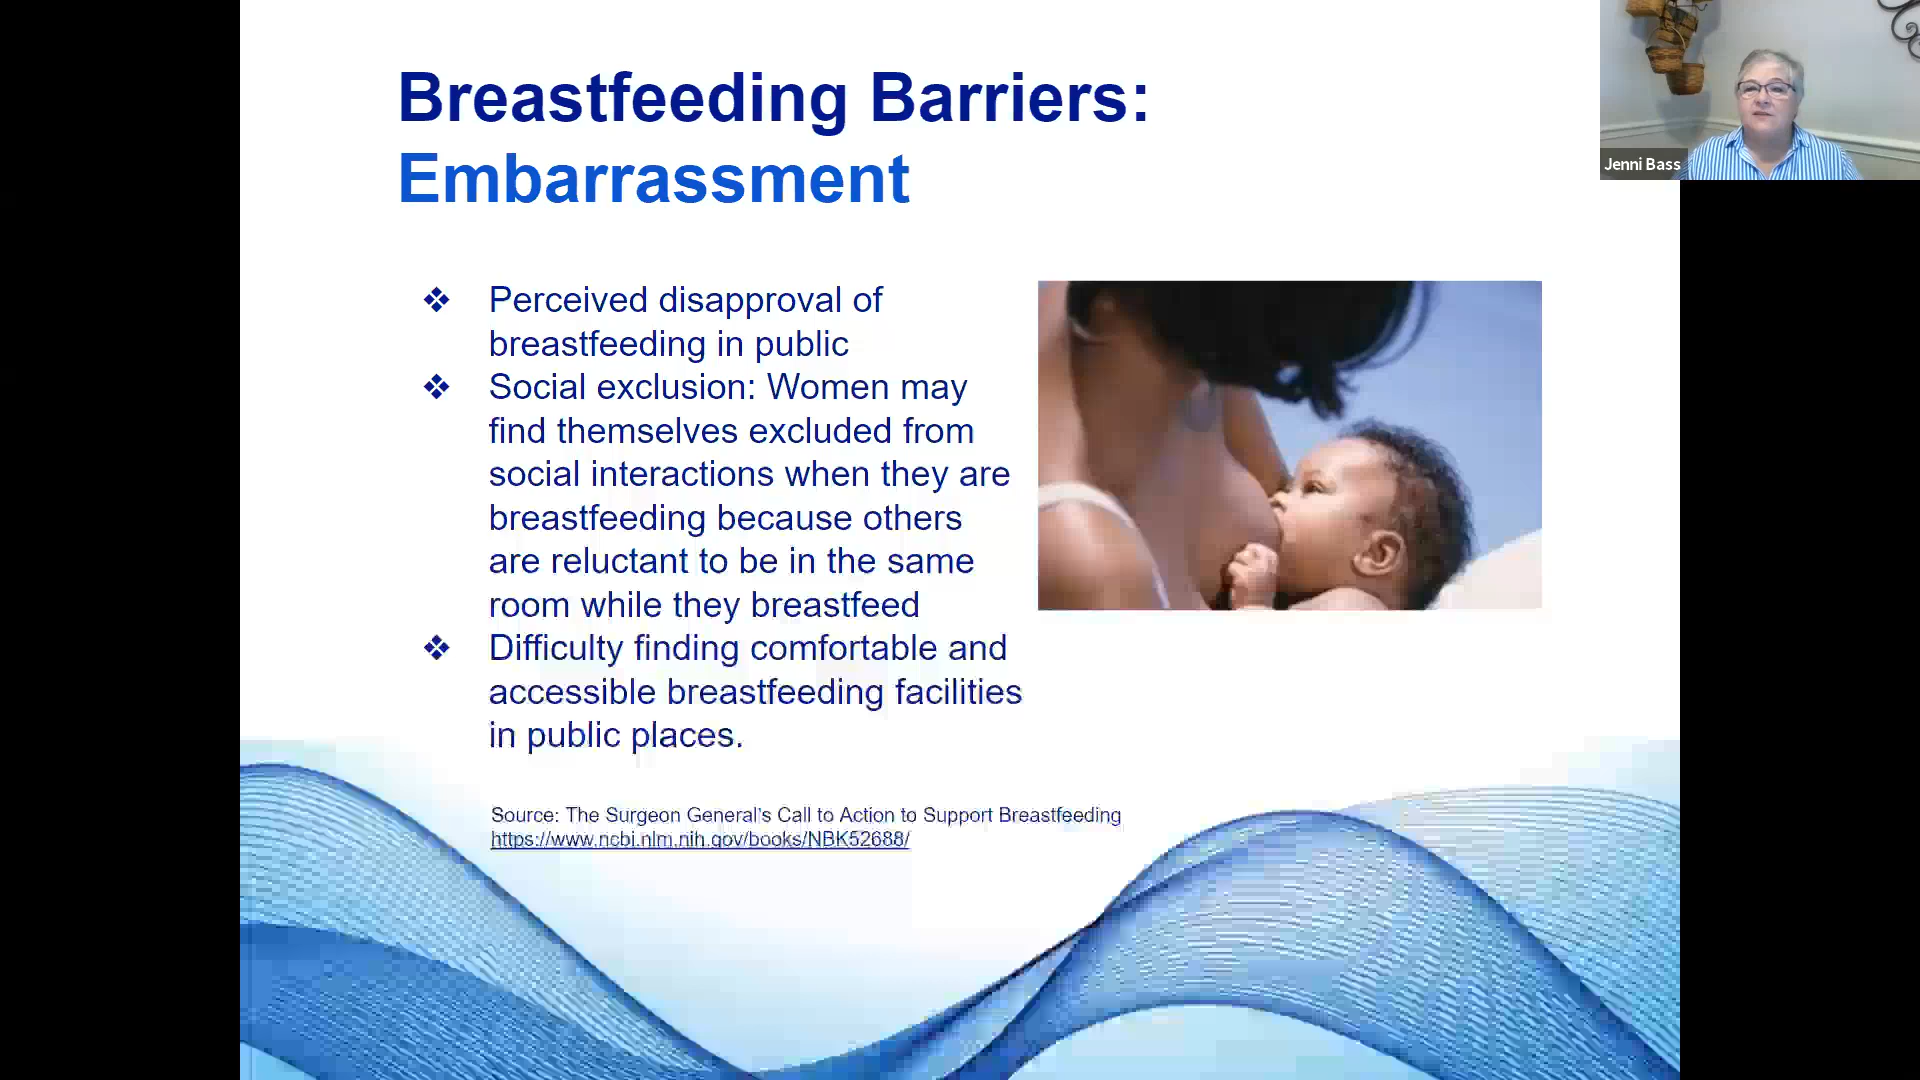 Breastfeeding Barriers:
Embarrassment
Jenni Bass
❖ Perceived disapproval of
breastfeeding in public
❖ Social exclusion: Women may
find themselves excluded from
social interactions when they are
breastfeeding because others
are reluctant to be in the same
room while they breastfeed
❖ Difficulty finding comfortable and
accessible breastfeeding facilities
in public places.
Source: The Surgeon General's Call to Action to Support Breastfeeding
https://www.ncbi.nlm.nih.gov/books/NBK52688/